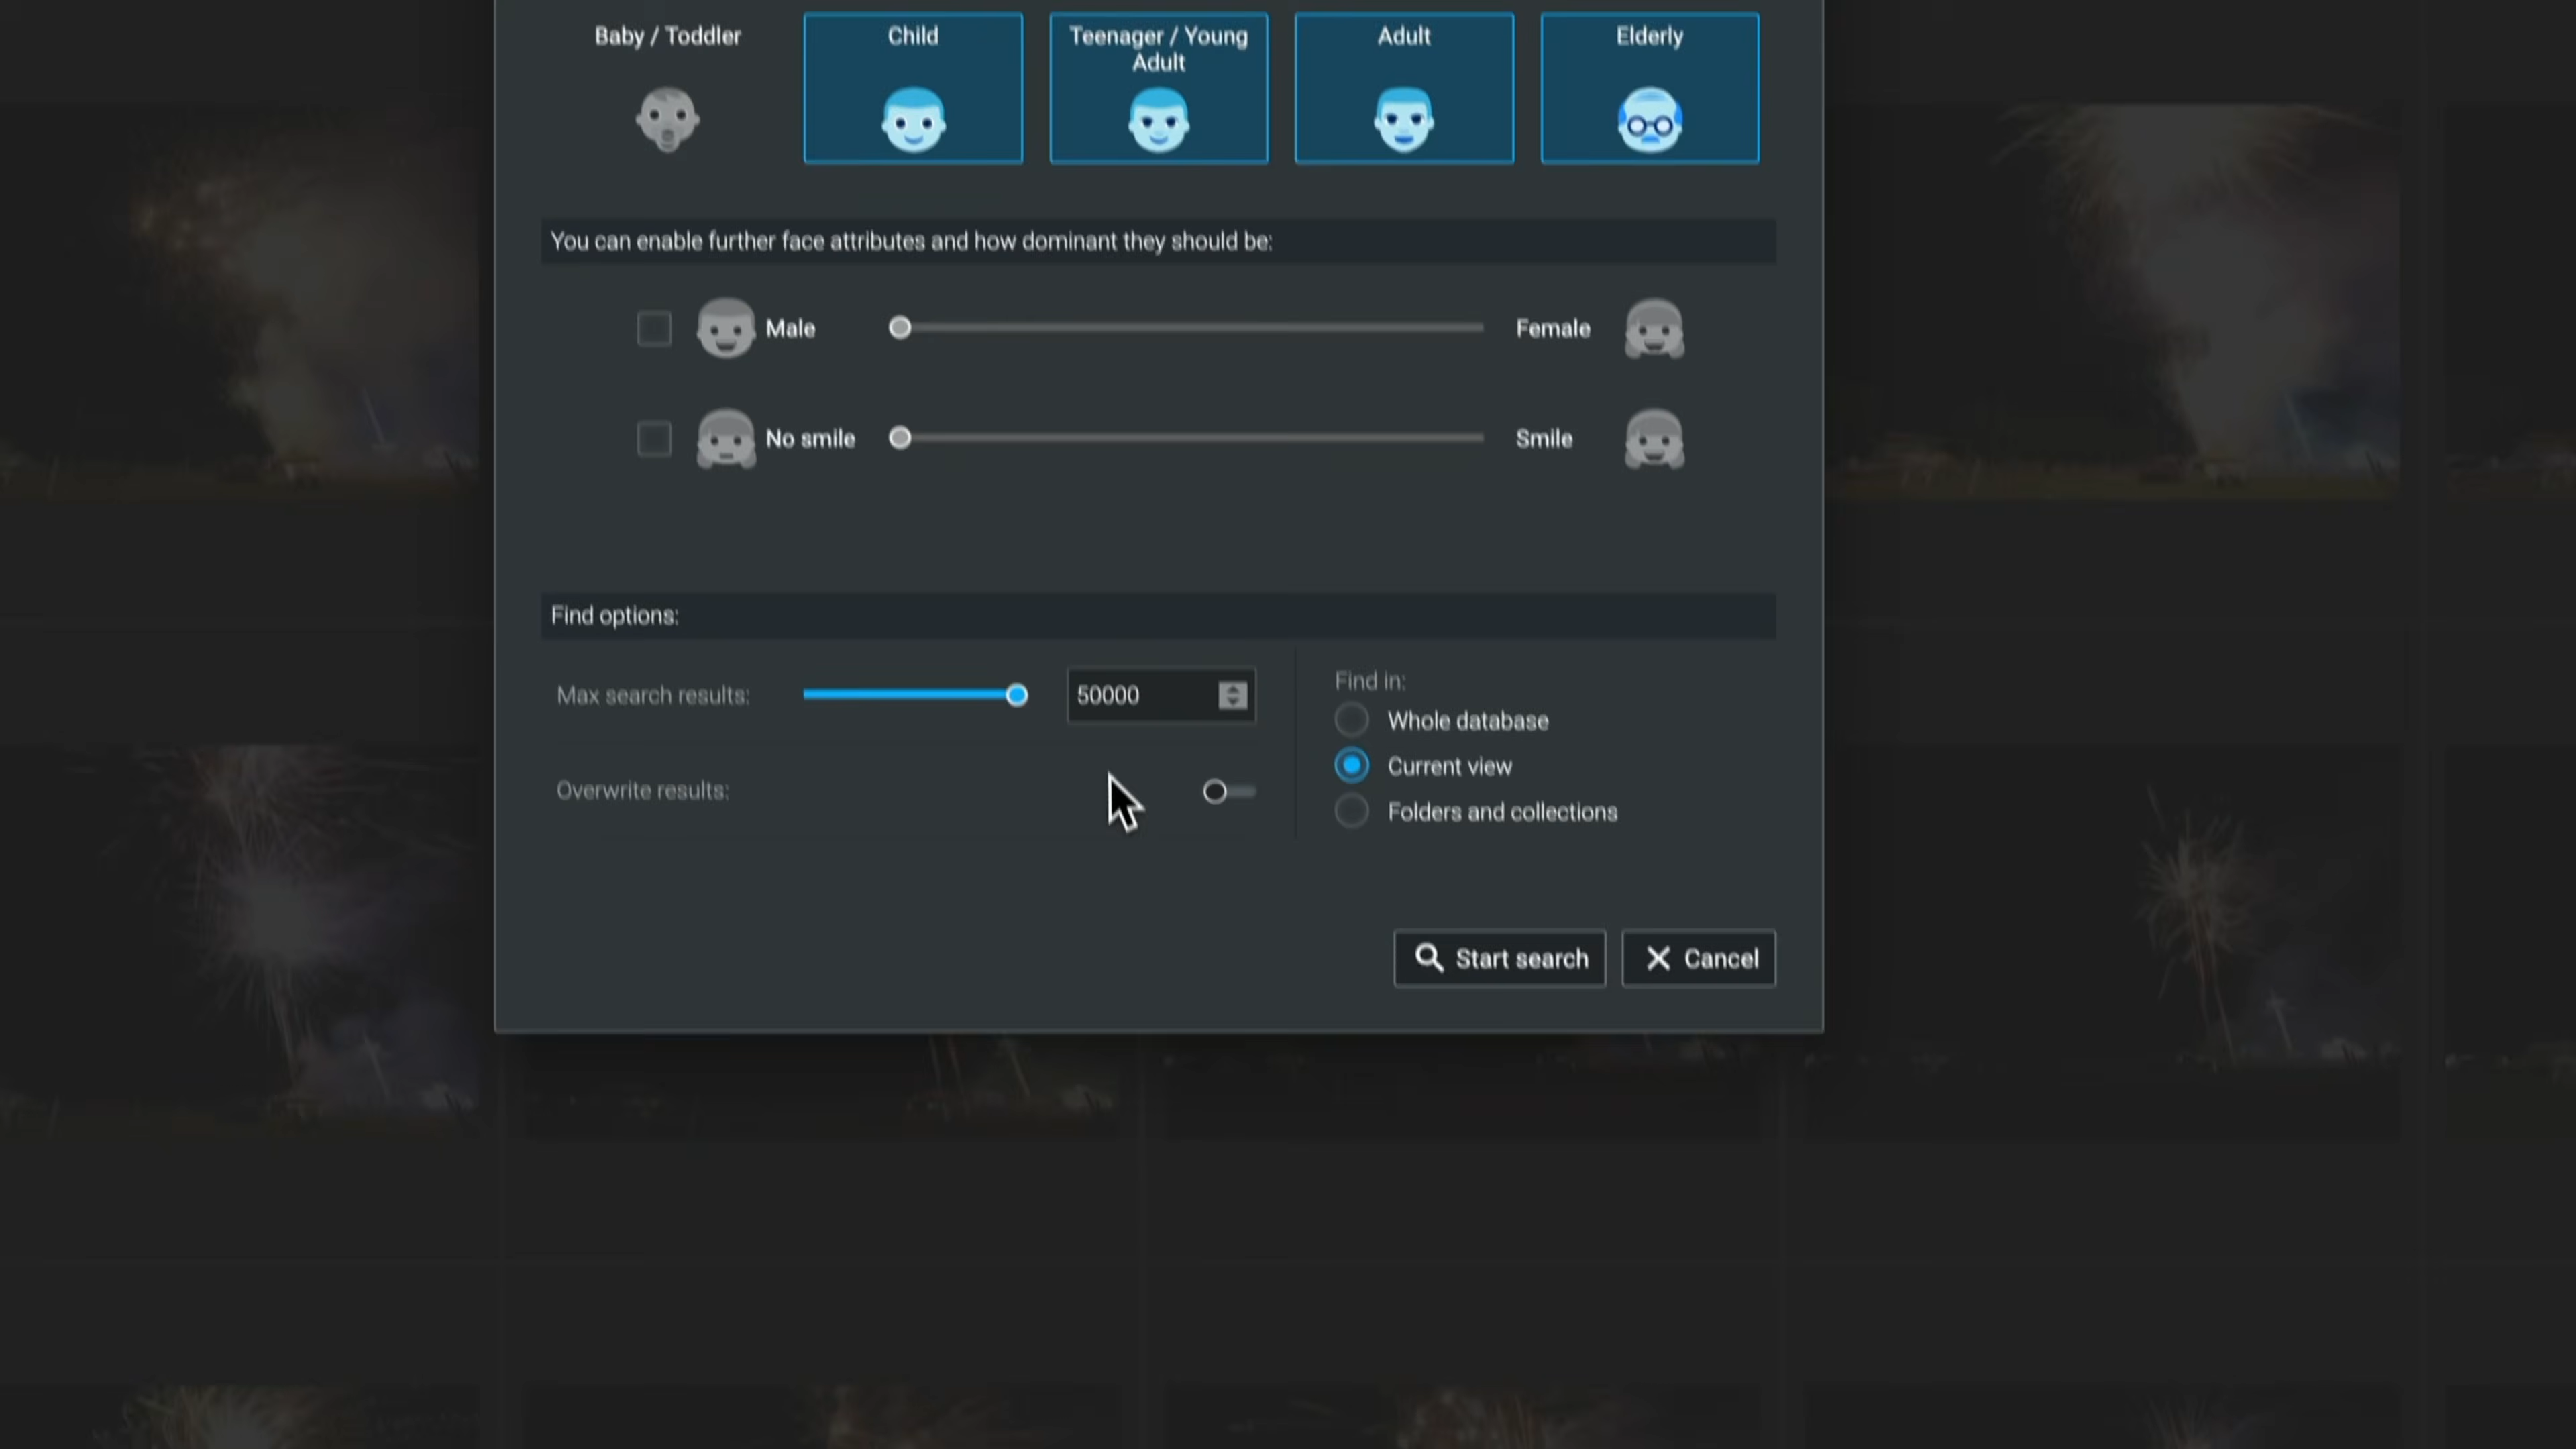 Baby / Toddler
Child
Teenager / Young
Adult
Adult
Elderly
You can enable further face attributes and how dominant they should be:
Male
Female
No smile
Smile
Find options:
Max search results:
50000
Find in:
Whole database
Overwrite results:
Current view
Folders and collections
Start search
Cancel